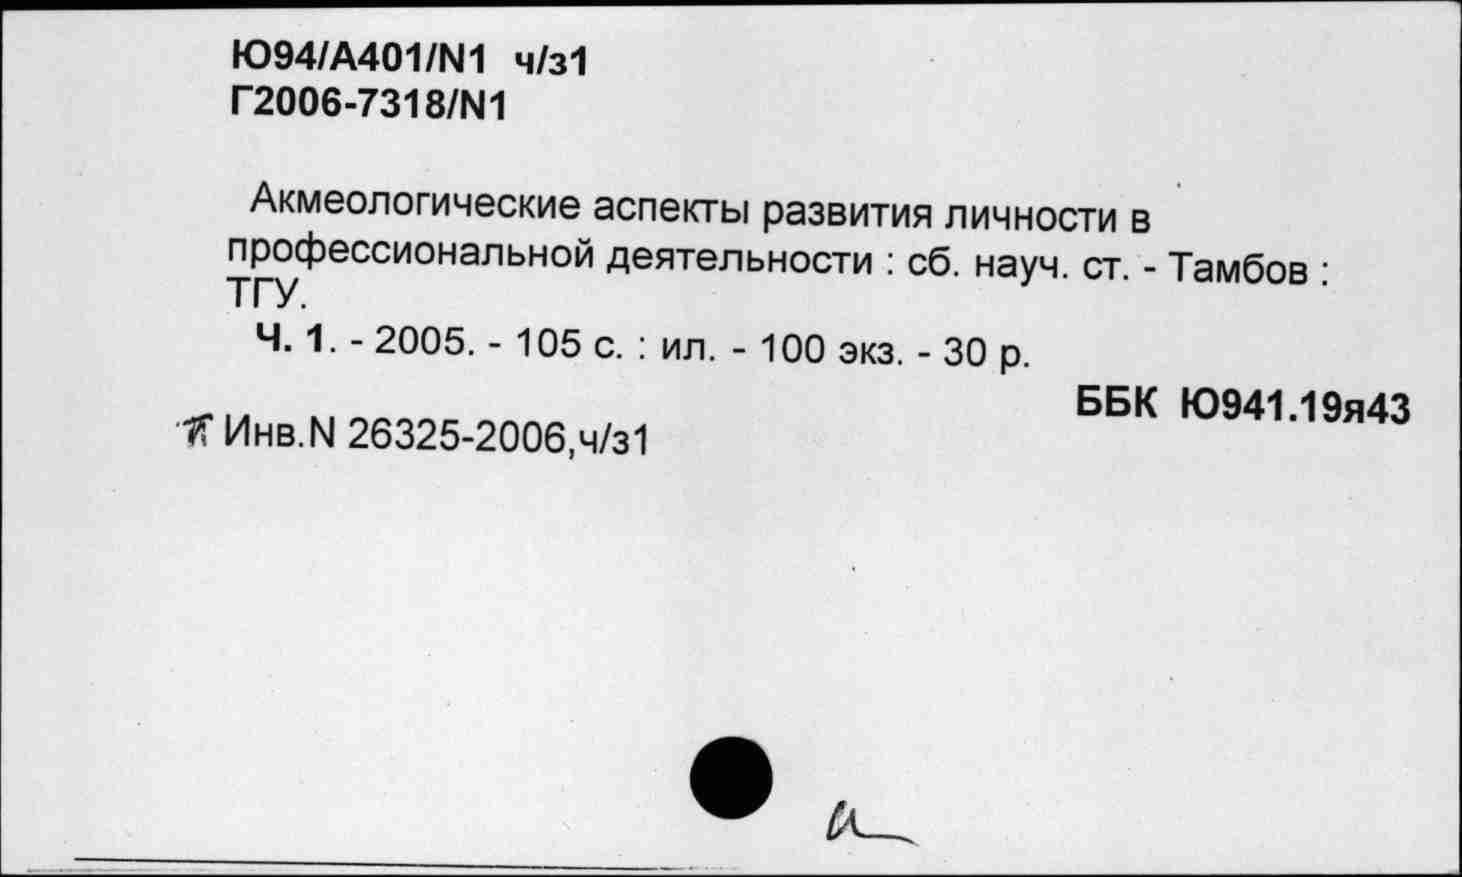 Ю94/А401/N1 ч/з1
Г2006-7318/N1
Акмеологические аспекты развития личности в
профессиональной деятельности : сб. науч. ст. - Тамбов :
ТГУ.
Ч. 1. - 2005. - 105 с. : ил. - 100 экз. - 30 р.
ББК Ю941.19я43
Инв.N 26325-2006,ч/з1